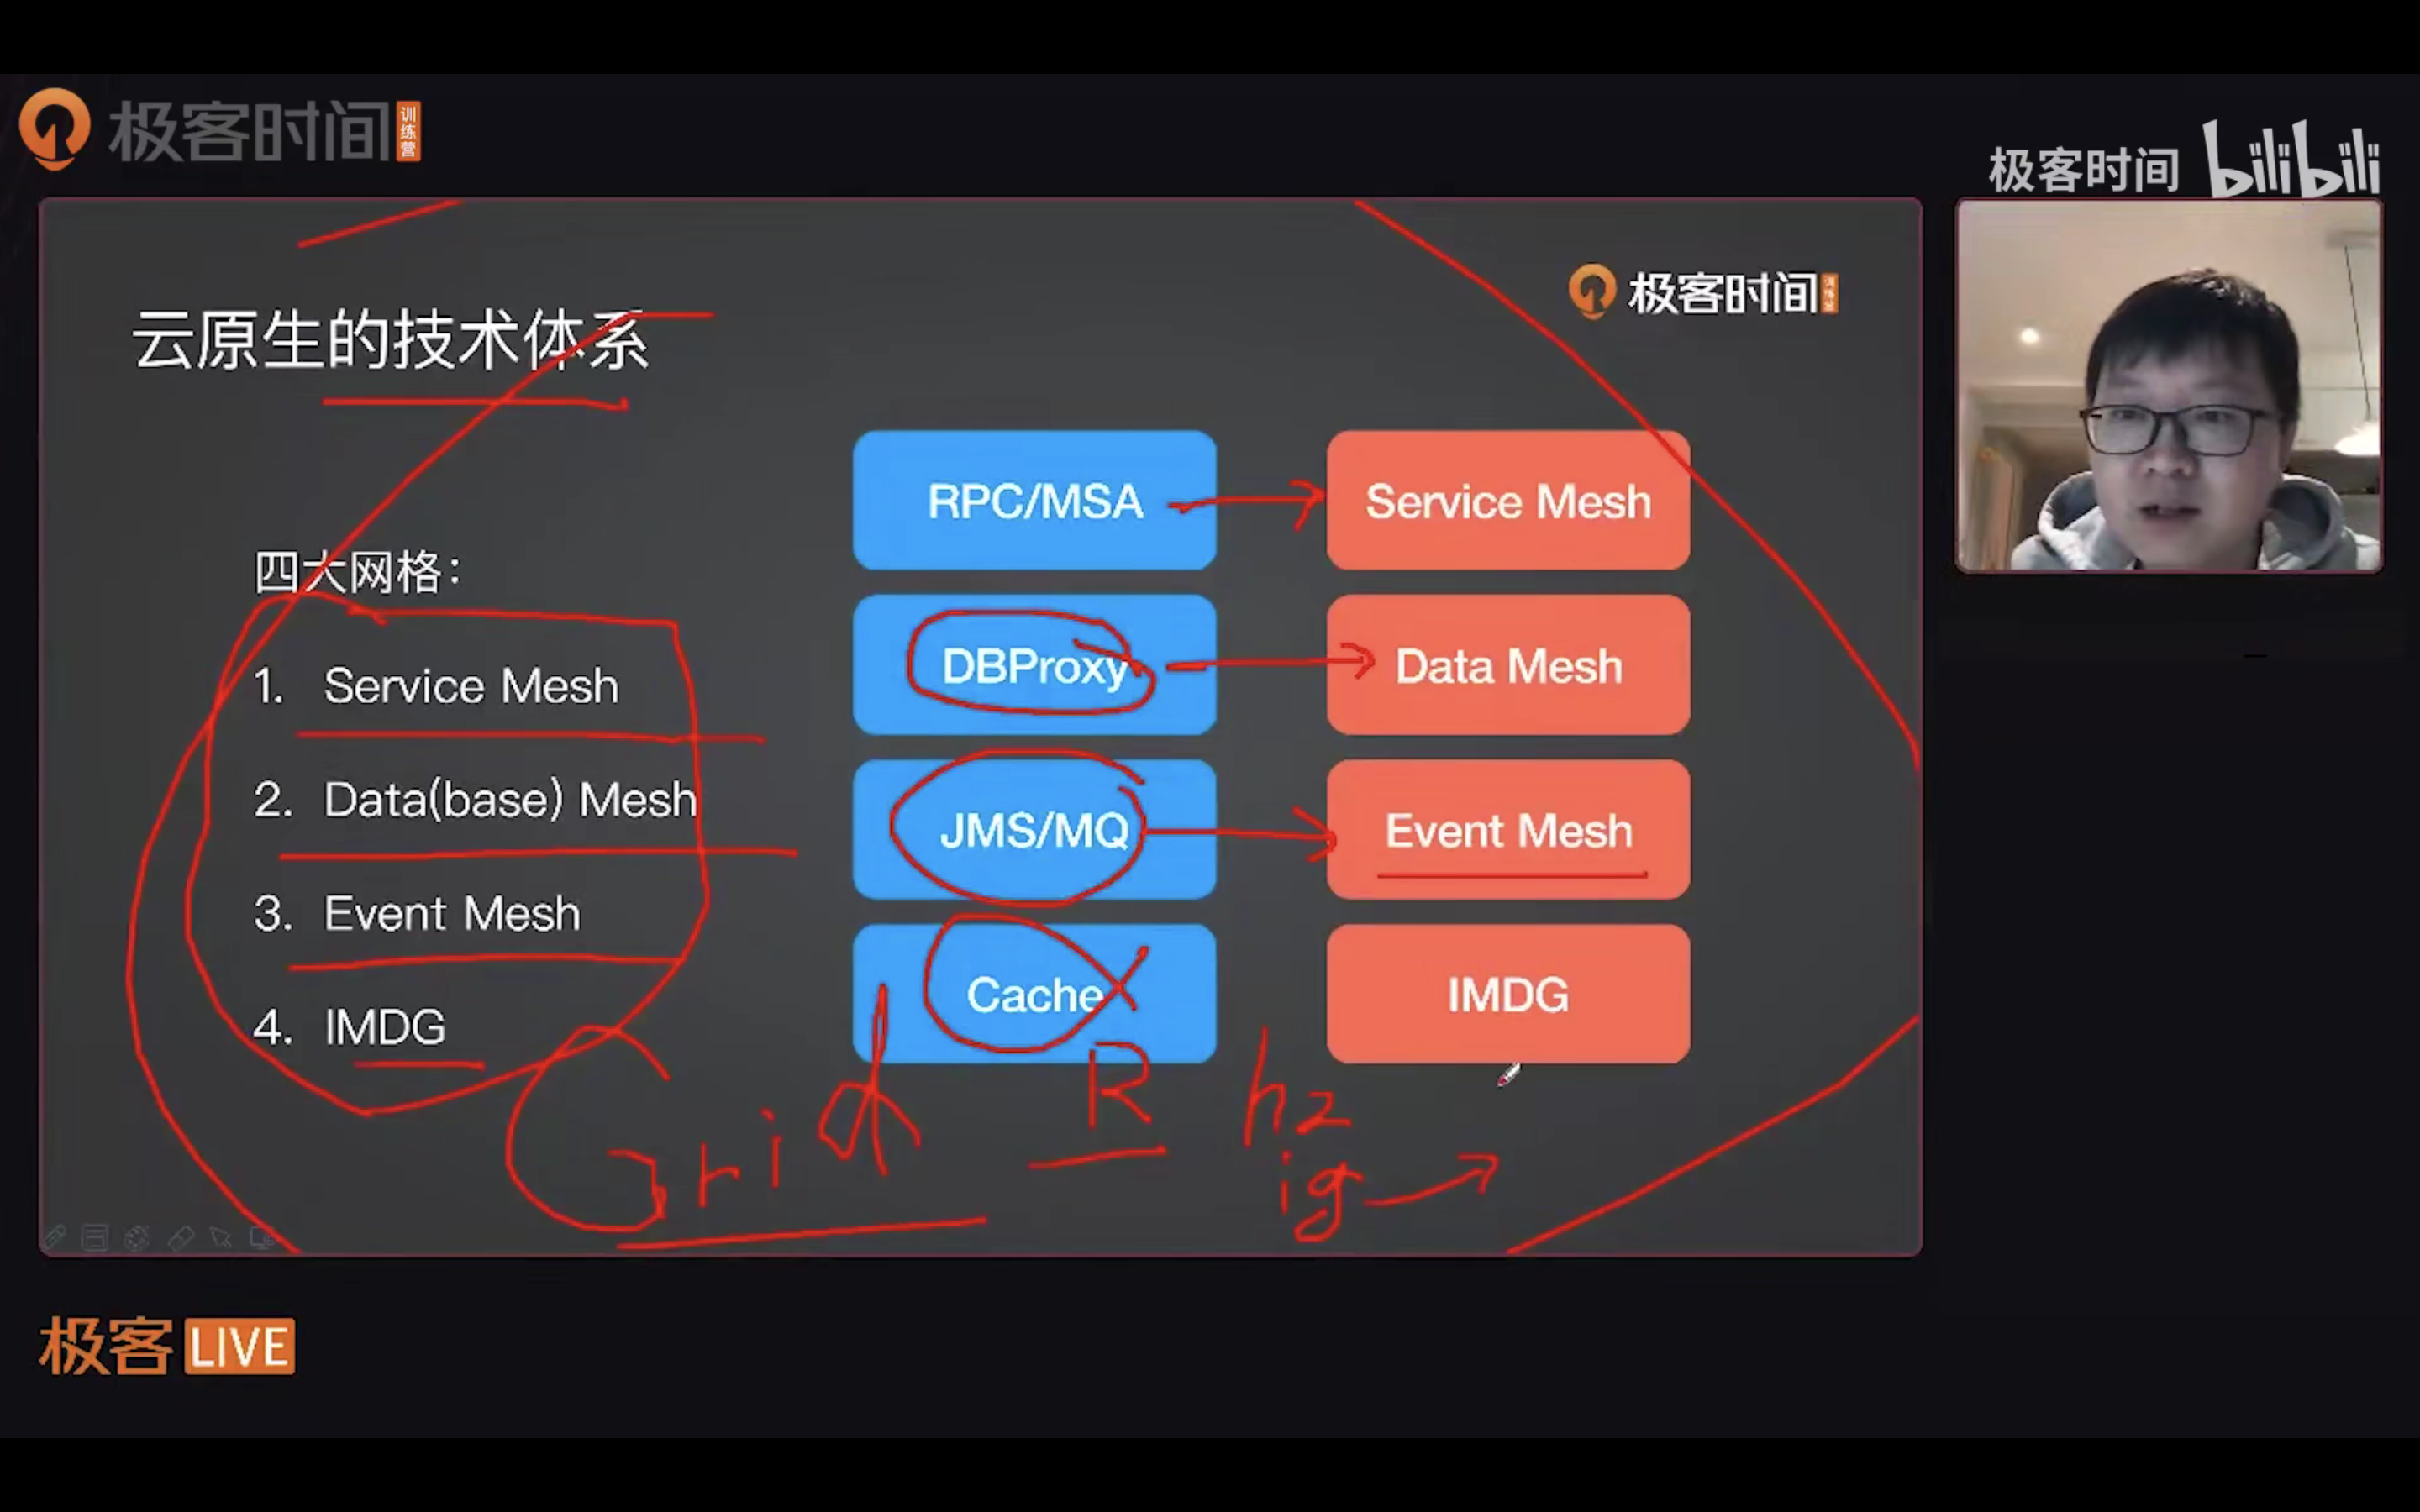 极客时间 训练营
极客时间 bilibili
极客时间
云原生的技术体系
四大网格：
1. Service Mesh
2. Data(base) Mesh
3. Event Mesh
4. IMDG
RPC/MSA
Service Mesh
DBProxy
Data Mesh
JMS/MQ
Event Mesh
Cache
IMDG
Grid
R
hz
ig
极客 LIVE